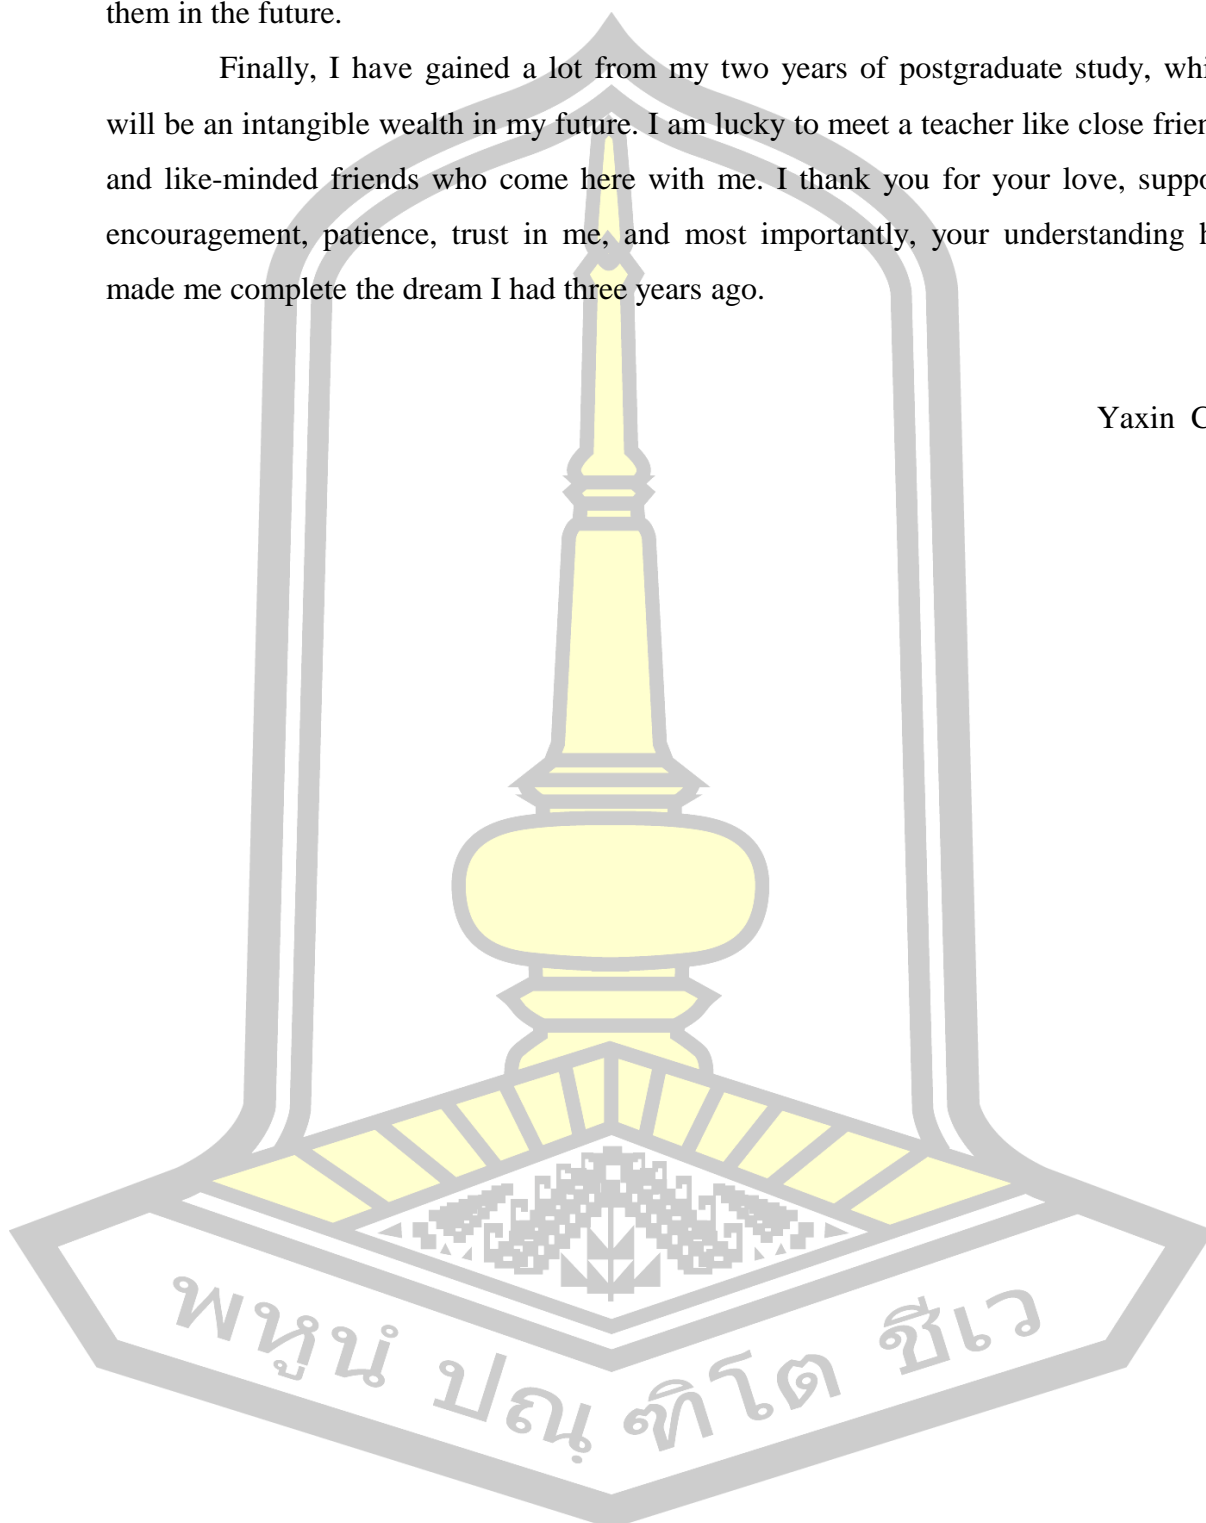 them in the future.
Finally, I have gained a lot from my two years of postgraduate study, whi
will be an intangible wealth in my future. I am lucky to meet a teacher like close frien
and like-minded friends who come here with me. I thank you for your love, suppo
encouragement, patience, trust in me, and most importantly, your understanding h
made me complete the dream I had three years ago.
Yaxin C
พหูนํ ปณฺฑิโต ชีเว